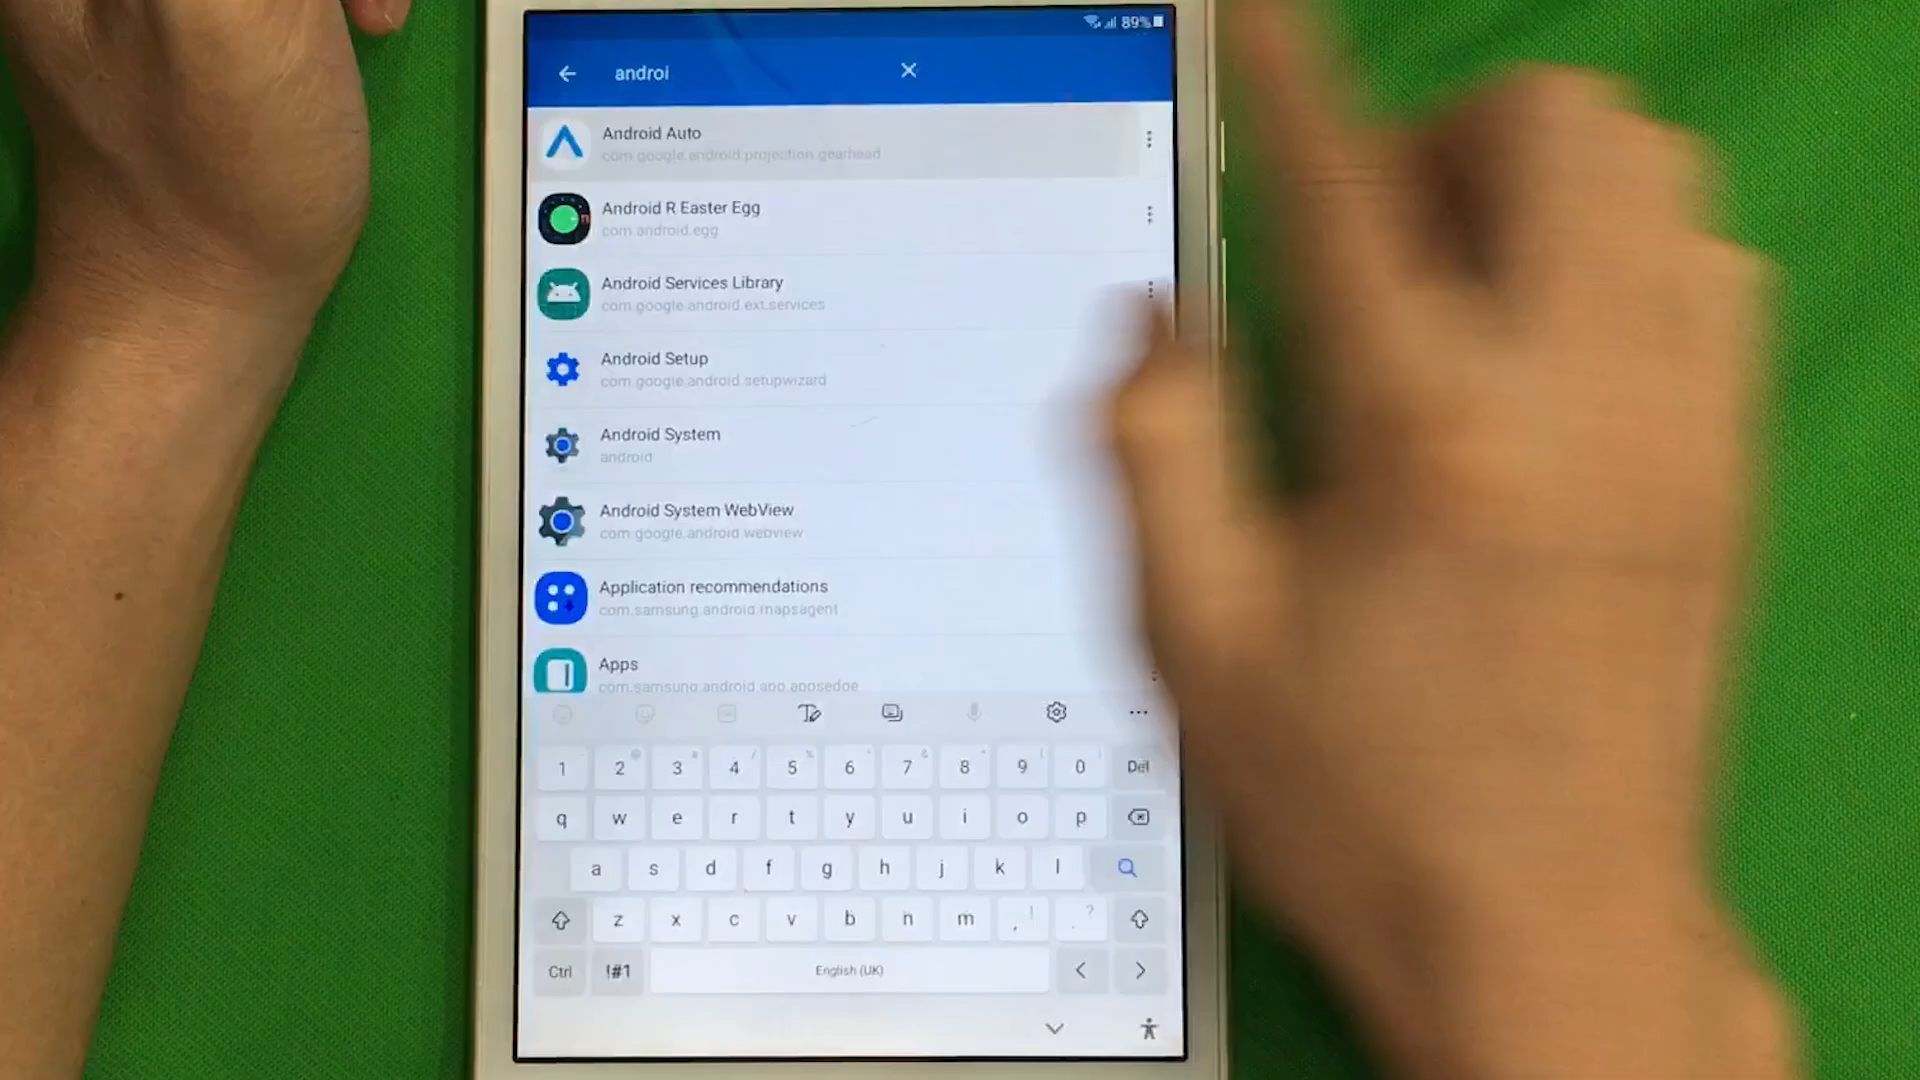 89%
androi
Android Auto
com.google.android.projection.gearhead
Android R Easter Egg
com.android.egg
Android Services Library
com.google.android.ext.services
Android Setup
com.google.android.setupwizard
Android System
android
Android System WebView
com.google.android.webview
Application recommendations
com.samsung.android.mapsagent
Apps
com.samsung.android.app.appsedge
1 2 3 4 5 6 7 8 9 0 Del
q w e r t y u i o p
a s d f g h j k l
z x c v b n m , ! . ?
Ctrl !#1 English (UK) < >